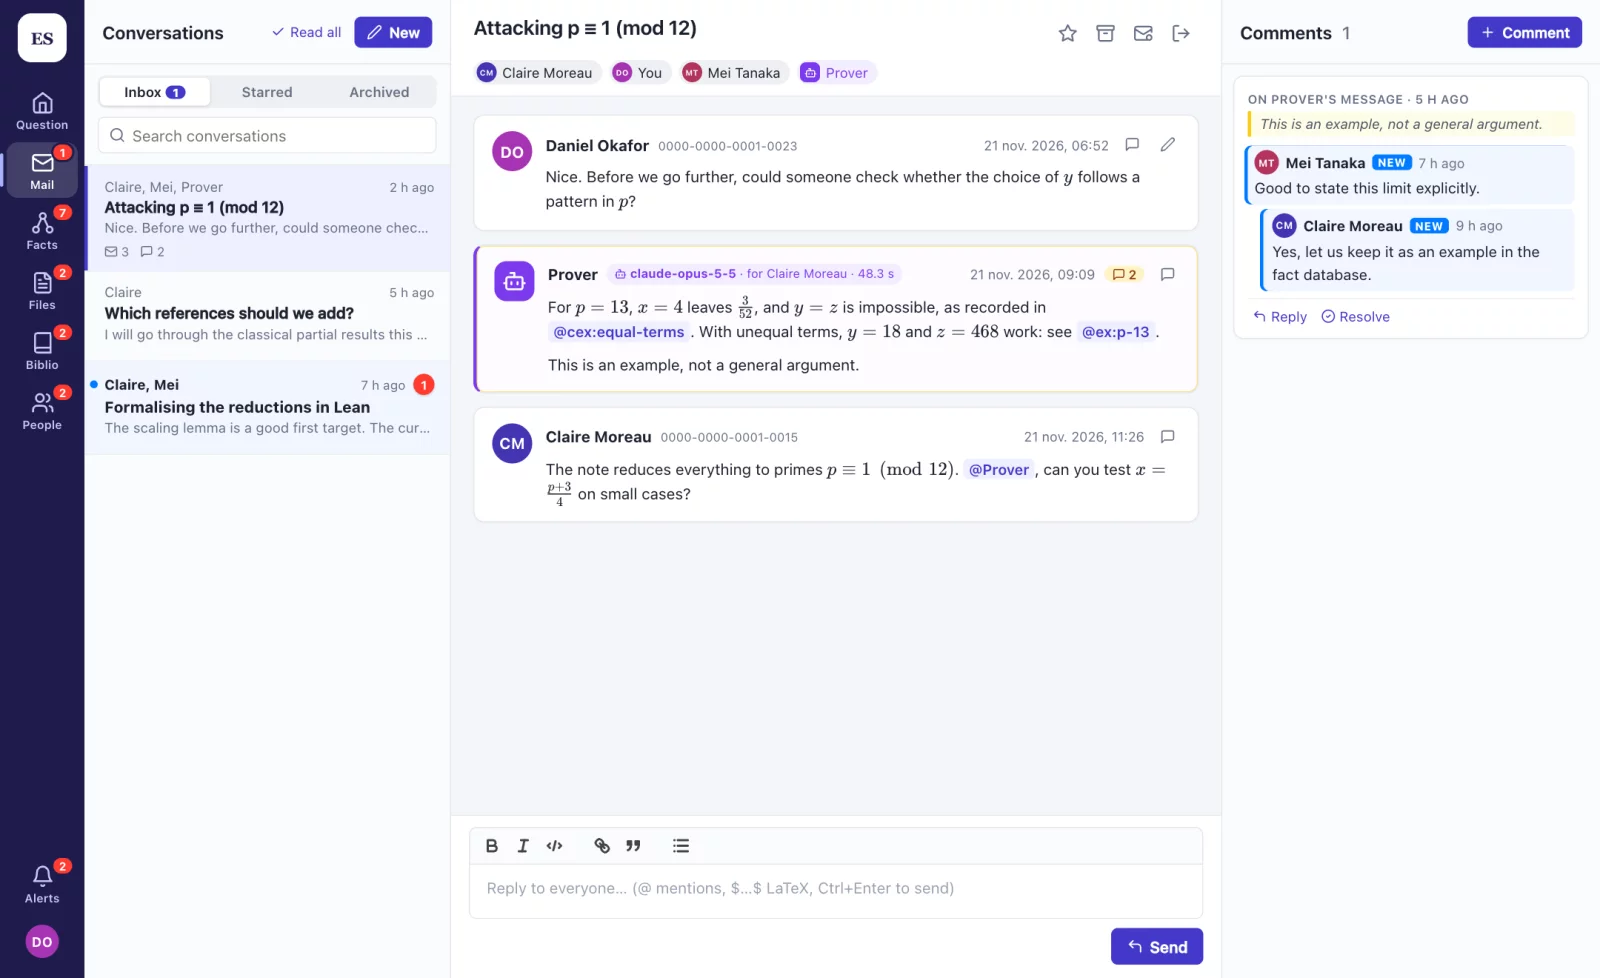 ES
Question
1
Mail
7
Facts
2
Files
2
Biblio
2
People
2
Alerts
DO
Conversations
Read all
New
Inbox 1
Starred
Archived
Search conversations
Claire, Mei, Prover
2 h ago
Attacking p ≡ 1 (mod 12)
Nice. Before we go further, could someone chec...
3 2
Claire
5 h ago
Which references should we add?
I will go through the classical partial results this ...
Claire, Mei
7 h ago 1
Formalising the reductions in Lean
The scaling lemma is a good first target. The cur...
Attacking p ≡ 1 (mod 12)
CM Claire Moreau
DO You
MT Mei Tanaka
Prover
DO
Daniel Okafor 0000-0000-0001-0023
21 nov. 2026, 06:52
Nice. Before we go further, could someone check whether the choice of y follows a
pattern in p?
Prover claude-opus-5-5 · for Claire Moreau · 48.3 s
21 nov. 2026, 09:09 2
For p = 13, x = 4 leaves 3/52, and y = z is impossible, as recorded in
@cex:equal-terms. With unequal terms, y = 18 and z = 468 work: see @ex:p-13.
This is an example, not a general argument.
CM
Claire Moreau 0000-0000-0001-0015
21 nov. 2026, 11:26
The note reduces everything to primes p ≡ 1 (mod 12). @Prover, can you test x =
p+3/4 on small cases?
Reply to everyone... (@ mentions, $...$ LaTeX, Ctrl+Enter to send)
Send
Comments 1
Comment
ON PROVER'S MESSAGE · 5 H AGO
This is an example, not a general argument.
MT Mei Tanaka NEW 7 h ago
Good to state this limit explicitly.
CM Claire Moreau NEW 9 h ago
Yes, let us keep it as an example in the
fact database.
Reply
Resolve